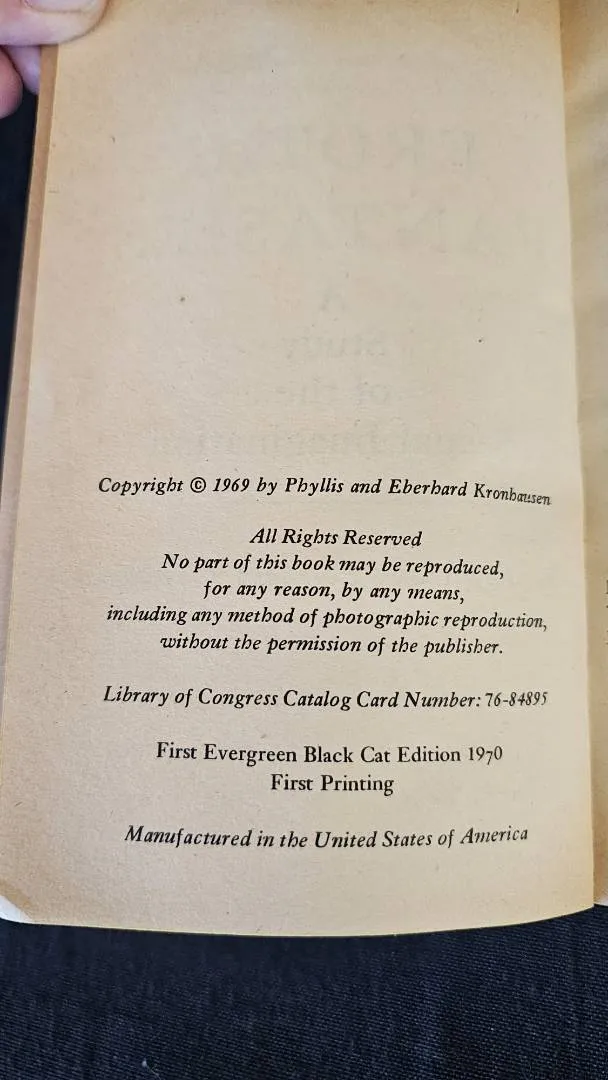 Copyright © 1969 by Phyllis and Eberhard Kronhausen
All Rights Reserved
No part of this book may be reproduced,
for any reason, by any means,
including any method of photographic reproduction,
without the permission of the publisher.
Library of Congress Catalog Card Number: 76-84895
First Evergreen Black Cat Edition 1970
First Printing
Manufactured in the United States of America